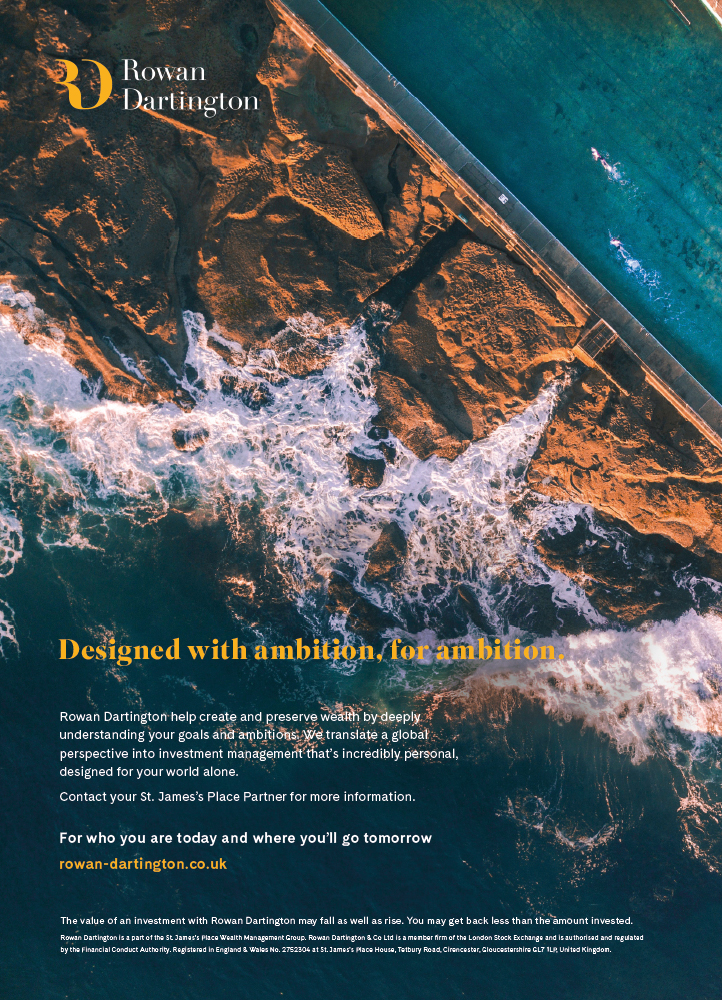 Rowan
Dartington
Designed with ambition, for ambition.
Rowan Dartington help create and preserve wealth by deeply
understanding your goals and ambitions. We translate a global
perspective into investment management that's incredibly personal,
designed for your world alone.
Contact your St. James's Place Partner for more information.
For who you are today and where you'll go tomorrow
rowan-dartington.co.uk
The value of an investment with Rowan Dartington may fall as well as rise. You may get back less than the amount invested.
Rowan Dartington is a part of the St. James's Place Wealth Management Group. Rowan Dartington & Co Ltd is a member firm of the London Stock Exchange and is authorised and regulated
by the Financial Conduct Authority. Registered in England & Wales No. 2752304 at St. James's Place House, Tetbury Road, Cirencester, Gloucestershire GL7 1LP, United Kingdom.